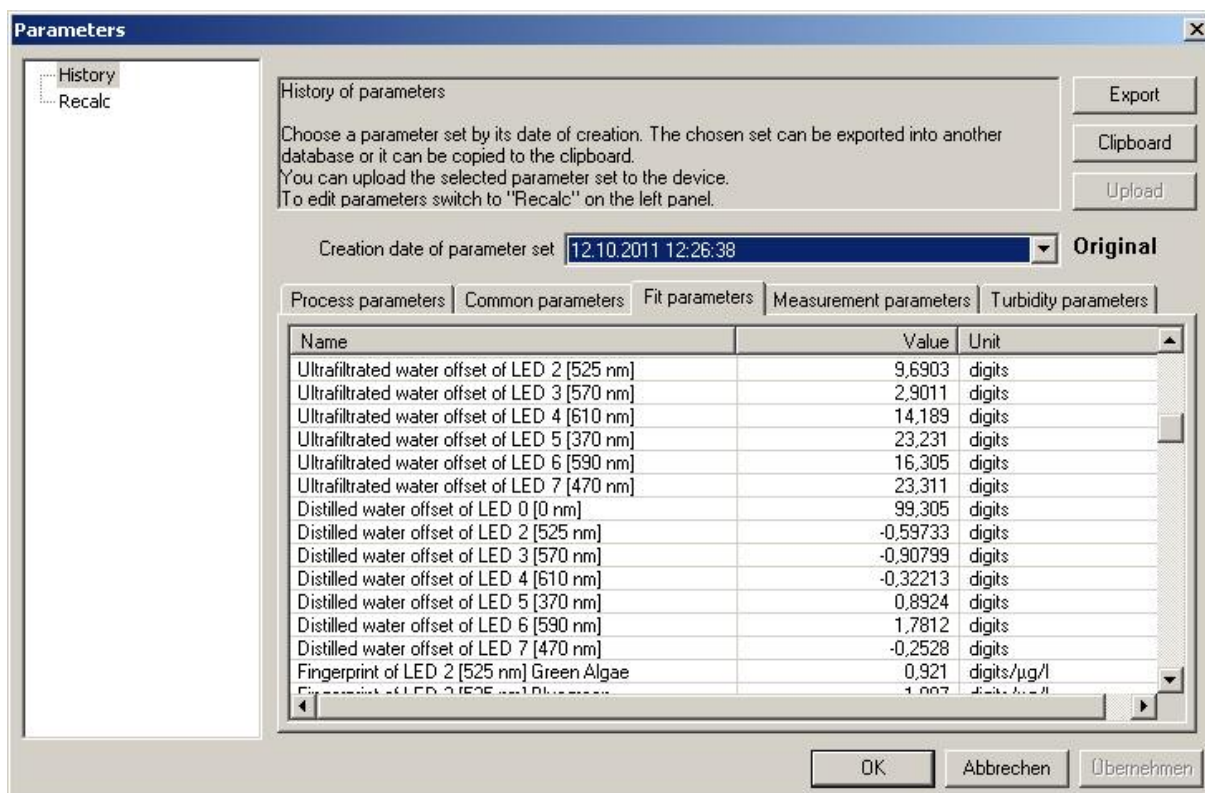 Parameters
History
Recalc
History of parameters
Choose a parameter set by its date of creation. The chosen set can be exported into another
database or it can be copied to the clipboard.
You can upload the selected parameter set to the device.
To edit parameters switch to "Recalc" on the left panel.
Export
Clipboard
Upload
Creation date of parameter set 12.10.2011 12:26:38 Original
Process parameters Common parameters Fit parameters Measurement parameters Turbidity parameters
Name Value Unit
Ultrafiltrated water offset of LED 2 [525 nm] 9,6903 digits
Ultrafiltrated water offset of LED 3 [570 nm] 2,9011 digits
Ultrafiltrated water offset of LED 4 [610 nm] 14,189 digits
Ultrafiltrated water offset of LED 5 [370 nm] 23,231 digits
Ultrafiltrated water offset of LED 6 [590 nm] 16,305 digits
Ultrafiltrated water offset of LED 7 [470 nm] 23,311 digits
Distilled water offset of LED 0 [0 nm] 99,305 digits
Distilled water offset of LED 2 [525 nm] -0,59733 digits
Distilled water offset of LED 3 [570 nm] -0,90799 digits
Distilled water offset of LED 4 [610 nm] -0,32213 digits
Distilled water offset of LED 5 [370 nm] 0,8924 digits
Distilled water offset of LED 6 [590 nm] 1,7812 digits
Distilled water offset of LED 7 [470 nm] -0,2528 digits
Fingerprint of LED 2 [525 nm] Green Algae 0,921 digits/µg/l
OK Abbrechen Übernehmen